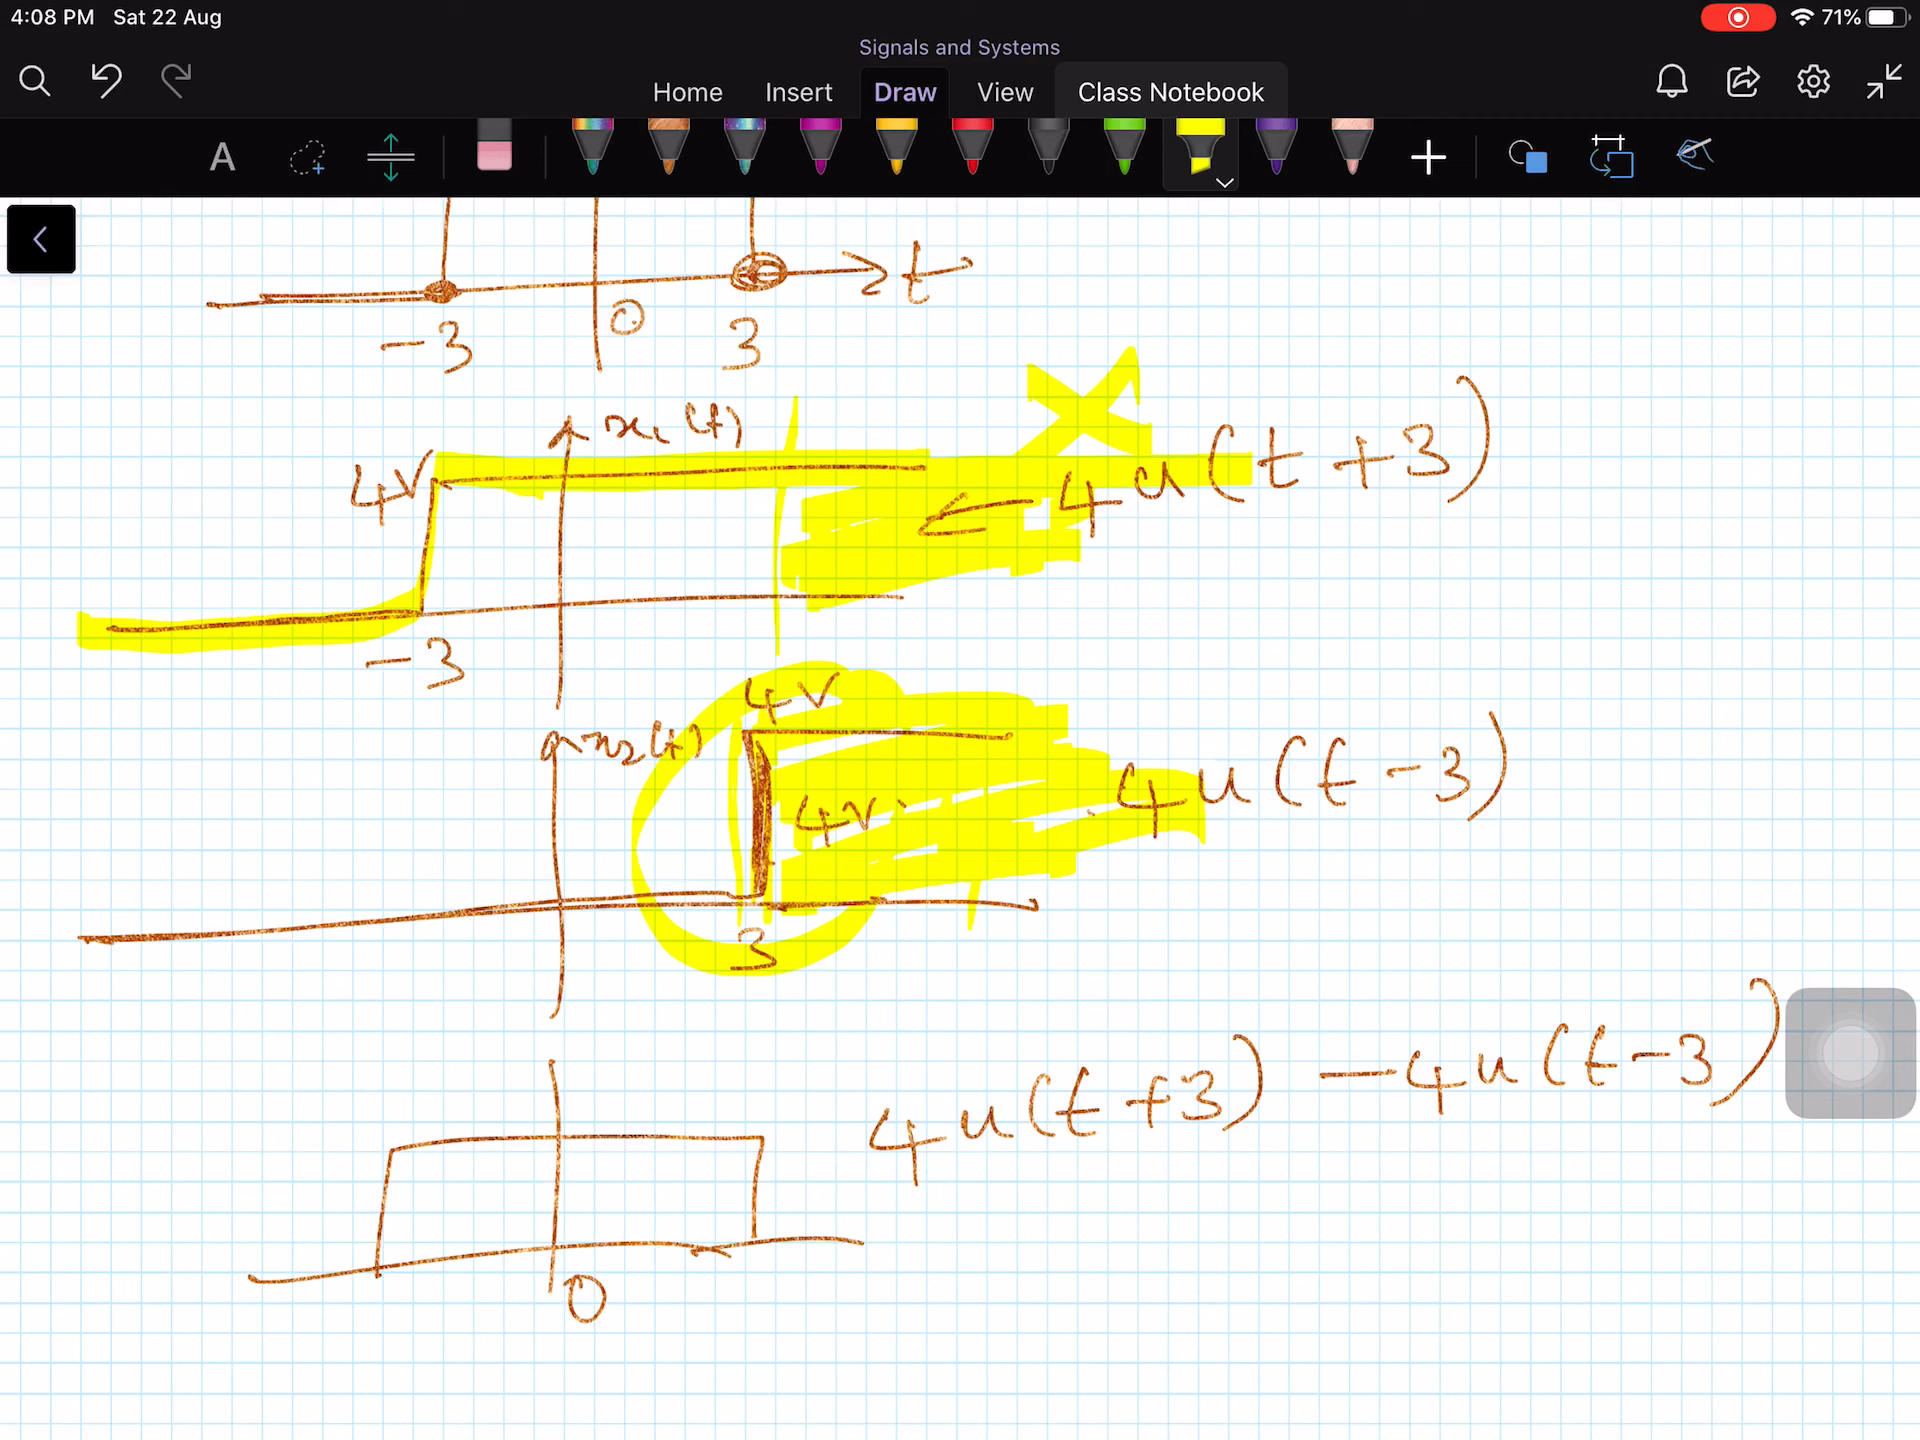 4:08 PM Sat 22 Aug
71%
Signals and Systems
Home Insert Draw View Class Notebook
A
t
-3 0 3
x₁(t)
4V
4u(t+3)
-3
4V
x₂(t)
4V
4u(t-3)
3
4u(t+3) -4u(t-3)
0